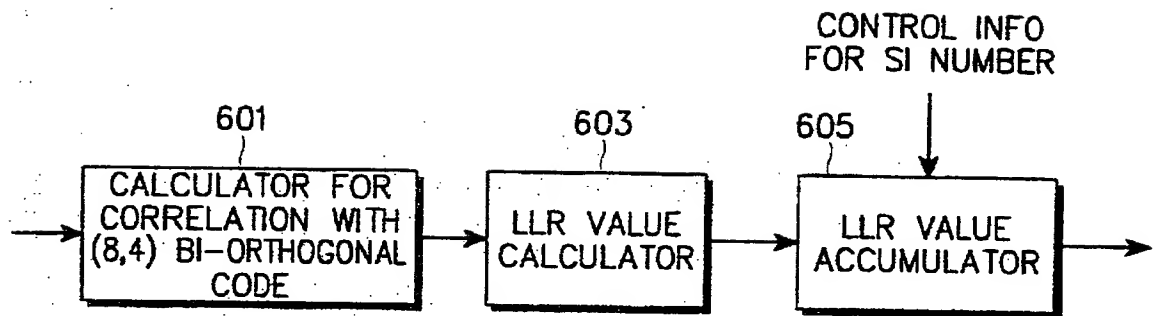 CONTROL INFO
FOR SI NUMBER
601
603
605
CALCULATOR FOR
CORRELATION WITH
(8,4) BI-ORTHOGONAL
CODE
LLR VALUE
CALCULATOR
LLR VALUE
ACCUMULATOR